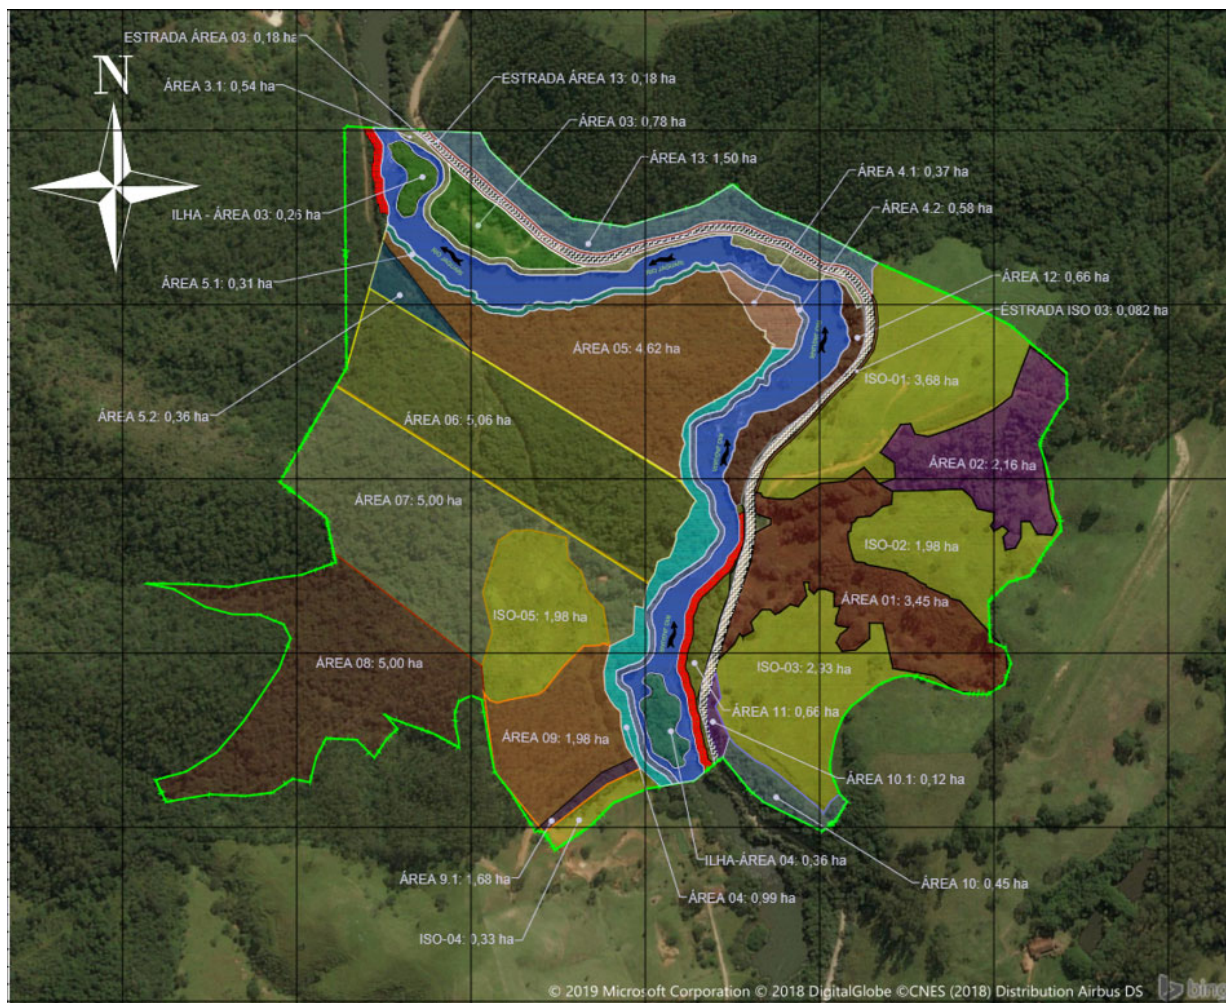 ESTRADA ÁREA 03: 0,18 ha
N
ÁREA 3.1: 0,54 ha
ESTRADA ÁREA 13: 0,18 ha
ÁREA 03: 0,78 ha
ÁREA 13: 1,50 ha
ÁREA 4.1: 0,37 ha
ÁREA 4.2: 0,58 ha
ILHA - ÁREA 03: 0,26 ha
ÁREA 12: 0,66 ha
ÁREA 5.1: 0,31 ha
ESTRADA ISO 03: 0,082 ha
ÁREA 05: 4,62 ha
ISO-01: 3,68 ha
ÁREA 5.2: 0,36 ha
ÁREA 06: 5,06 ha
ÁREA 02: 2,16 ha
ÁREA 07: 5,00 ha
ISO-02: 1,98 ha
ÁREA 01: 3,45 ha
ISO-05: 1,98 ha
ÁREA 08: 5,00 ha
ISO-03: 2,93 ha
ÁREA 11: 0,66 ha
ÁREA 09: 1,98 ha
ÁREA 10.1: 0,12 ha
ILHA-ÁREA 04: 0,36 ha
ÁREA 9.1: 1,68 ha
ÁREA 10: 0,45 ha
ÁREA 04: 0,99 ha
ISO-04: 0,33 ha
© 2019 Microsoft Corporation © 2018 DigitalGlobe ©CNES (2018) Distribution Airbus DS
bing